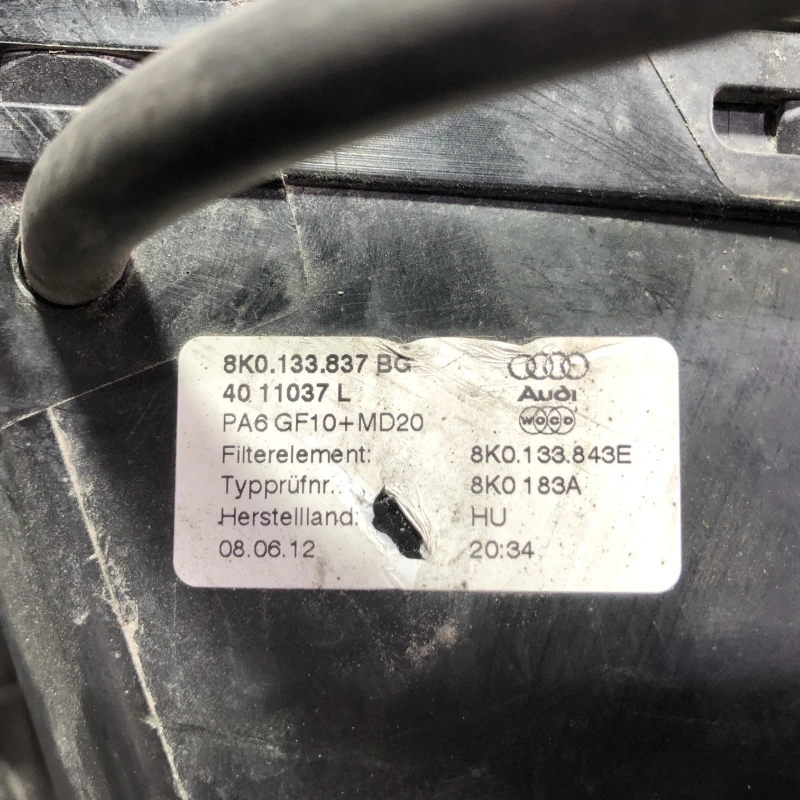 8K0.133.837 BG
40 11037 L
Audi
PA6 GF10+MD20
WOCO
Filterelement: 8K0.133.843E
Typprüfnr.: 8K0 183A
Herstellland: HU
08.06.12 20:34